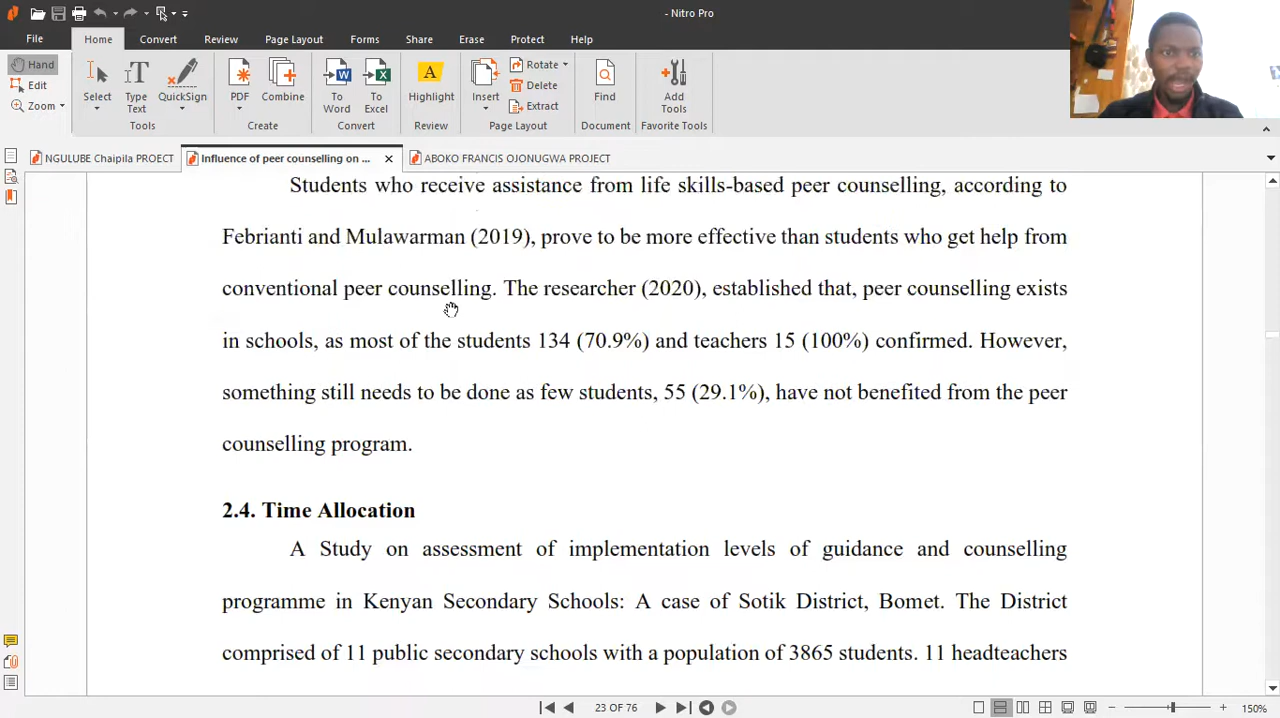 - Nitro Pro
File Home Convert Review Page Layout Forms Share Erase Protect Help
Hand
Edit
Zoom
Select
Type Text
QuickSign
Tools
PDF
Combine
Create
To Word
To Excel
Convert
Highlight
Review
Insert
Rotate
Delete
Extract
Page Layout
Find
Document
Add Tools
Favorite Tools
NGULUBE Chaipila PROECT
Influence of peer counselling on ...
ABOKO FRANCIS OJONUGWA PROJECT
Students who receive assistance from life skills-based peer counselling, according to
Febrianti and Mulawarman (2019), prove to be more effective than students who get help from
conventional peer counselling. The researcher (2020), established that, peer counselling exists
in schools, as most of the students 134 (70.9%) and teachers 15 (100%) confirmed. However,
something still needs to be done as few students, 55 (29.1%), have not benefited from the peer
counselling program.
2.4. Time Allocation
A Study on assessment of implementation levels of guidance and counselling
programme in Kenyan Secondary Schools: A case of Sotik District, Bomet. The District
comprised of 11 public secondary schools with a population of 3865 students. 11 headteachers
23 OF 76
150%